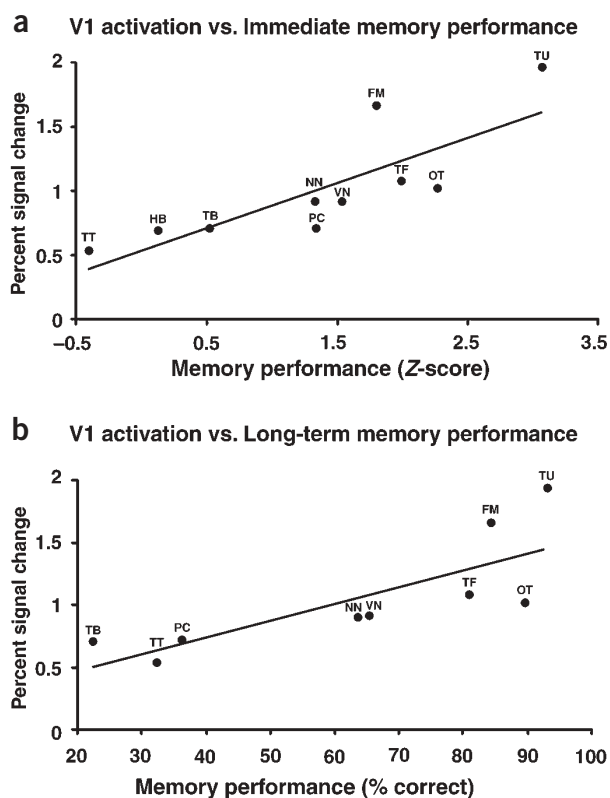 a V1 activation vs. Immediate memory performance
2
1.5
1
0.5
0
Percent signal change
TU
FM
TF
OT
NN
VN
PC
TB
HB
TT
–0.5 0.5 1.5 2.5 3.5
Memory performance (Z-score)
b V1 activation vs. Long-term memory performance
2
1.5
1
0.5
0
Percent signal change
TU
FM
TF
OT
NN VN
TB
PC
TT
20 30 40 50 60 70 80 90 100
Memory performance (% correct)